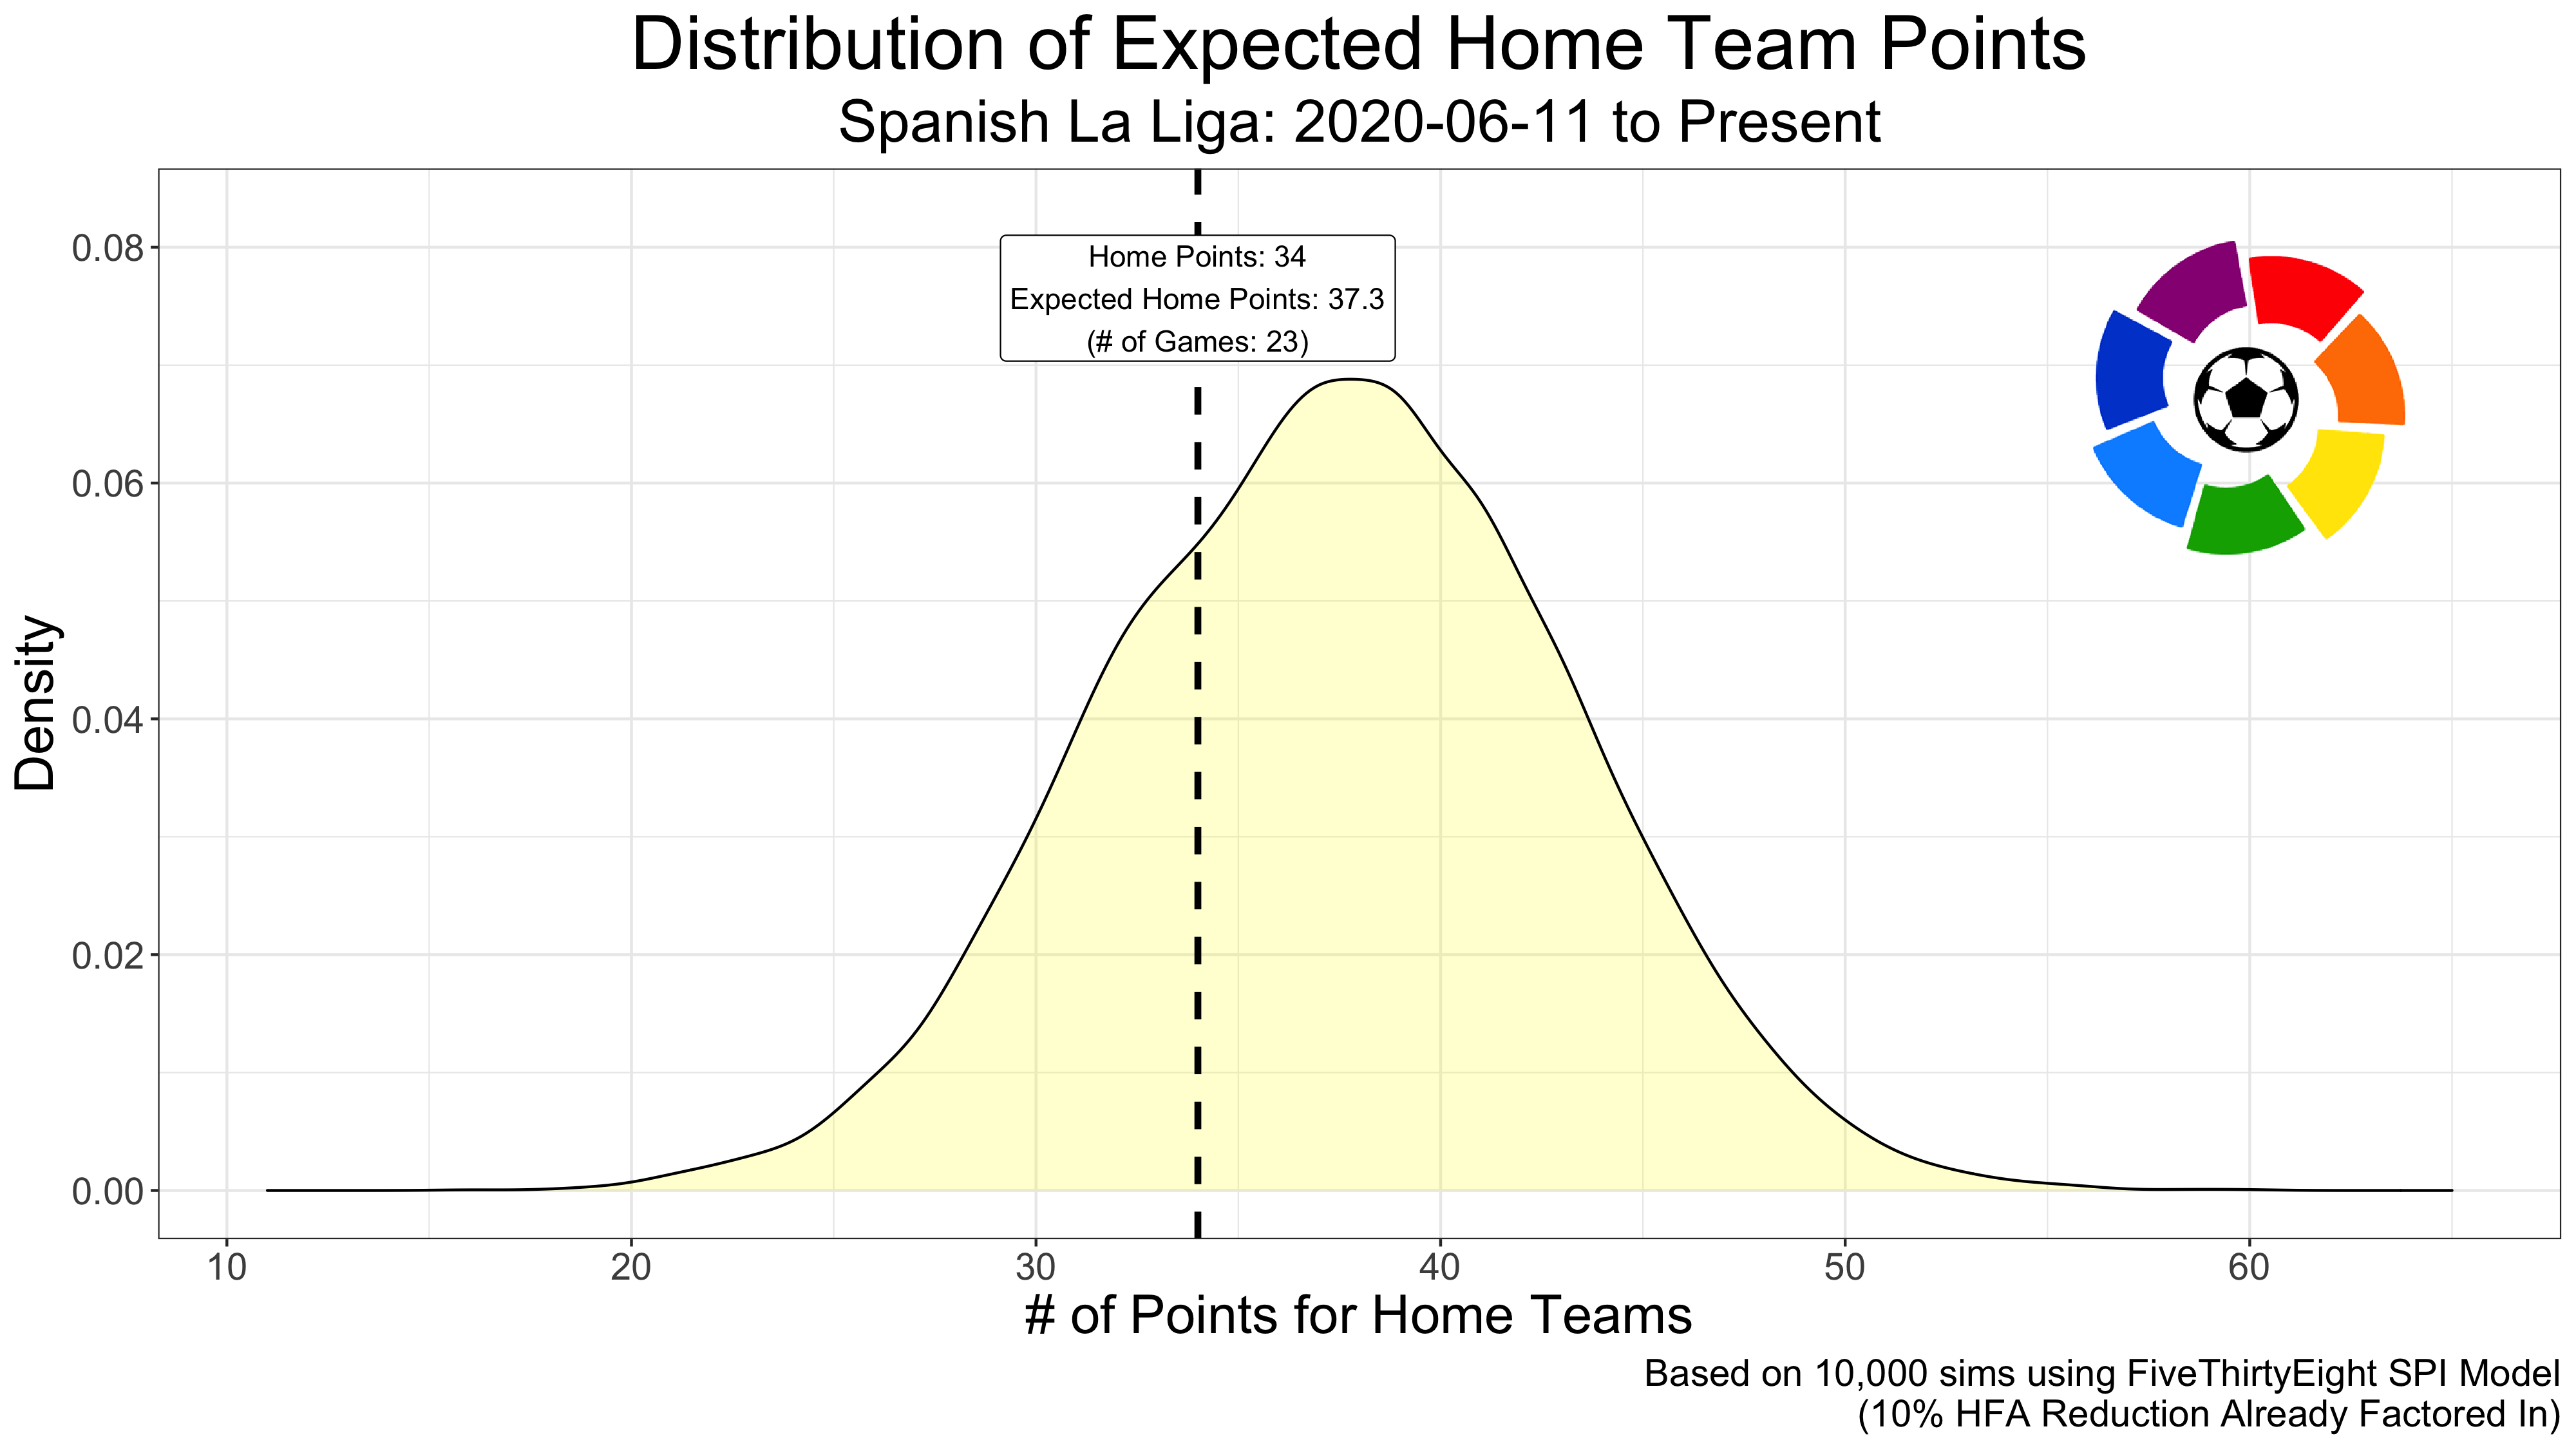 Distribution of Expected Home Team Points
Spanish La Liga: 2020-06-11 to Present
Home Points: 34
Expected Home Points: 37.3
(# of Games: 23)
Density
0.08
0.06
0.04
0.02
0.00
10 20 30 40 50 60
# of Points for Home Teams
Based on 10,000 sims using FiveThirtyEight SPI Model
(10% HFA Reduction Already Factored In)